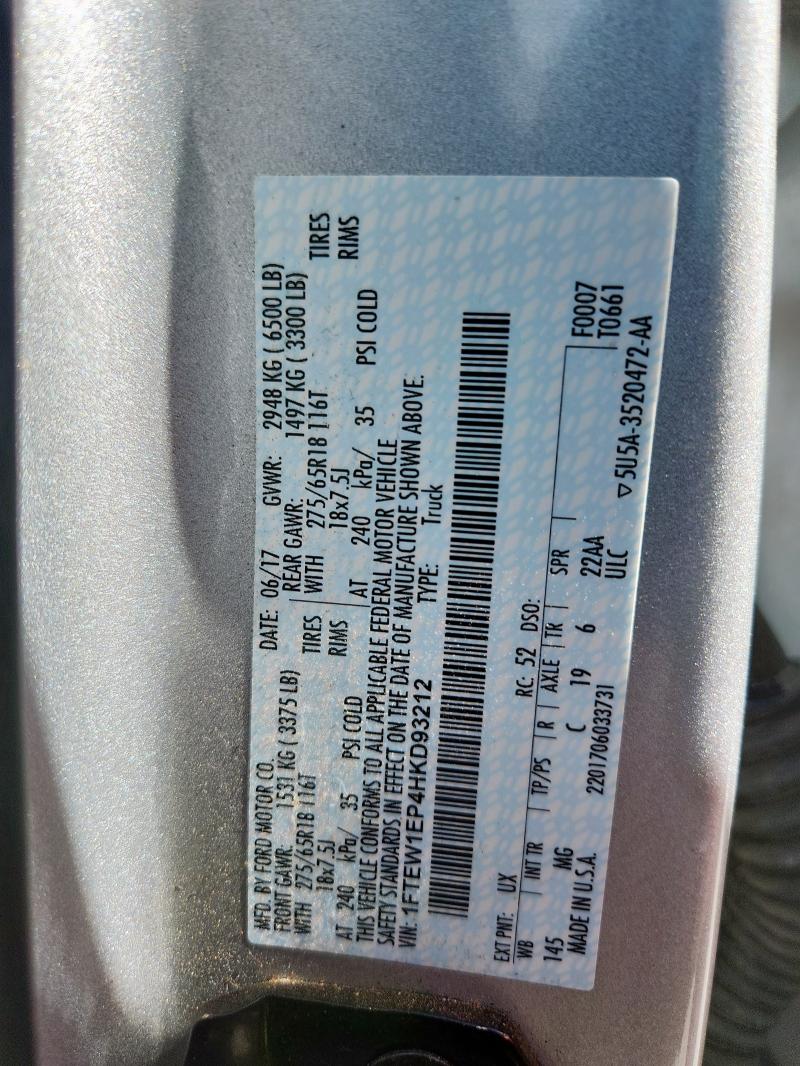 MFD. BY FORD MOTOR CO.
DATE: 06/17 GVWR: 2948 KG ( 6500 LB)
FRONT GAWR: 1531 KG ( 3375 LB) REAR GAWR: 1497 KG ( 3300 LB)
WITH 275/65R18 116T TIRES WITH 275/65R18 116T TIRES
18x7.5J RIMS 18x7.5J RIMS
AT 240 kPa/ 35 PSI COLD AT 240 kPa/ 35 PSI COLD
THIS VEHICLE CONFORMS TO ALL APPLICABLE FEDERAL MOTOR VEHICLE
SAFETY STANDARDS IN EFFECT ON THE DATE OF MANUFACTURE SHOWN ABOVE.
VIN: 1FTEW1EP4HKD93212 TYPE: Truck
EXT PNT: UX RC: 52 DSO:
WB INT TR TP/PS R AXLE TR SPR
145 MG C 19 6 22AA F0007
MADE IN U.S.A. 2201706033731 ULC T0661
▽5U5A-3520472-AA